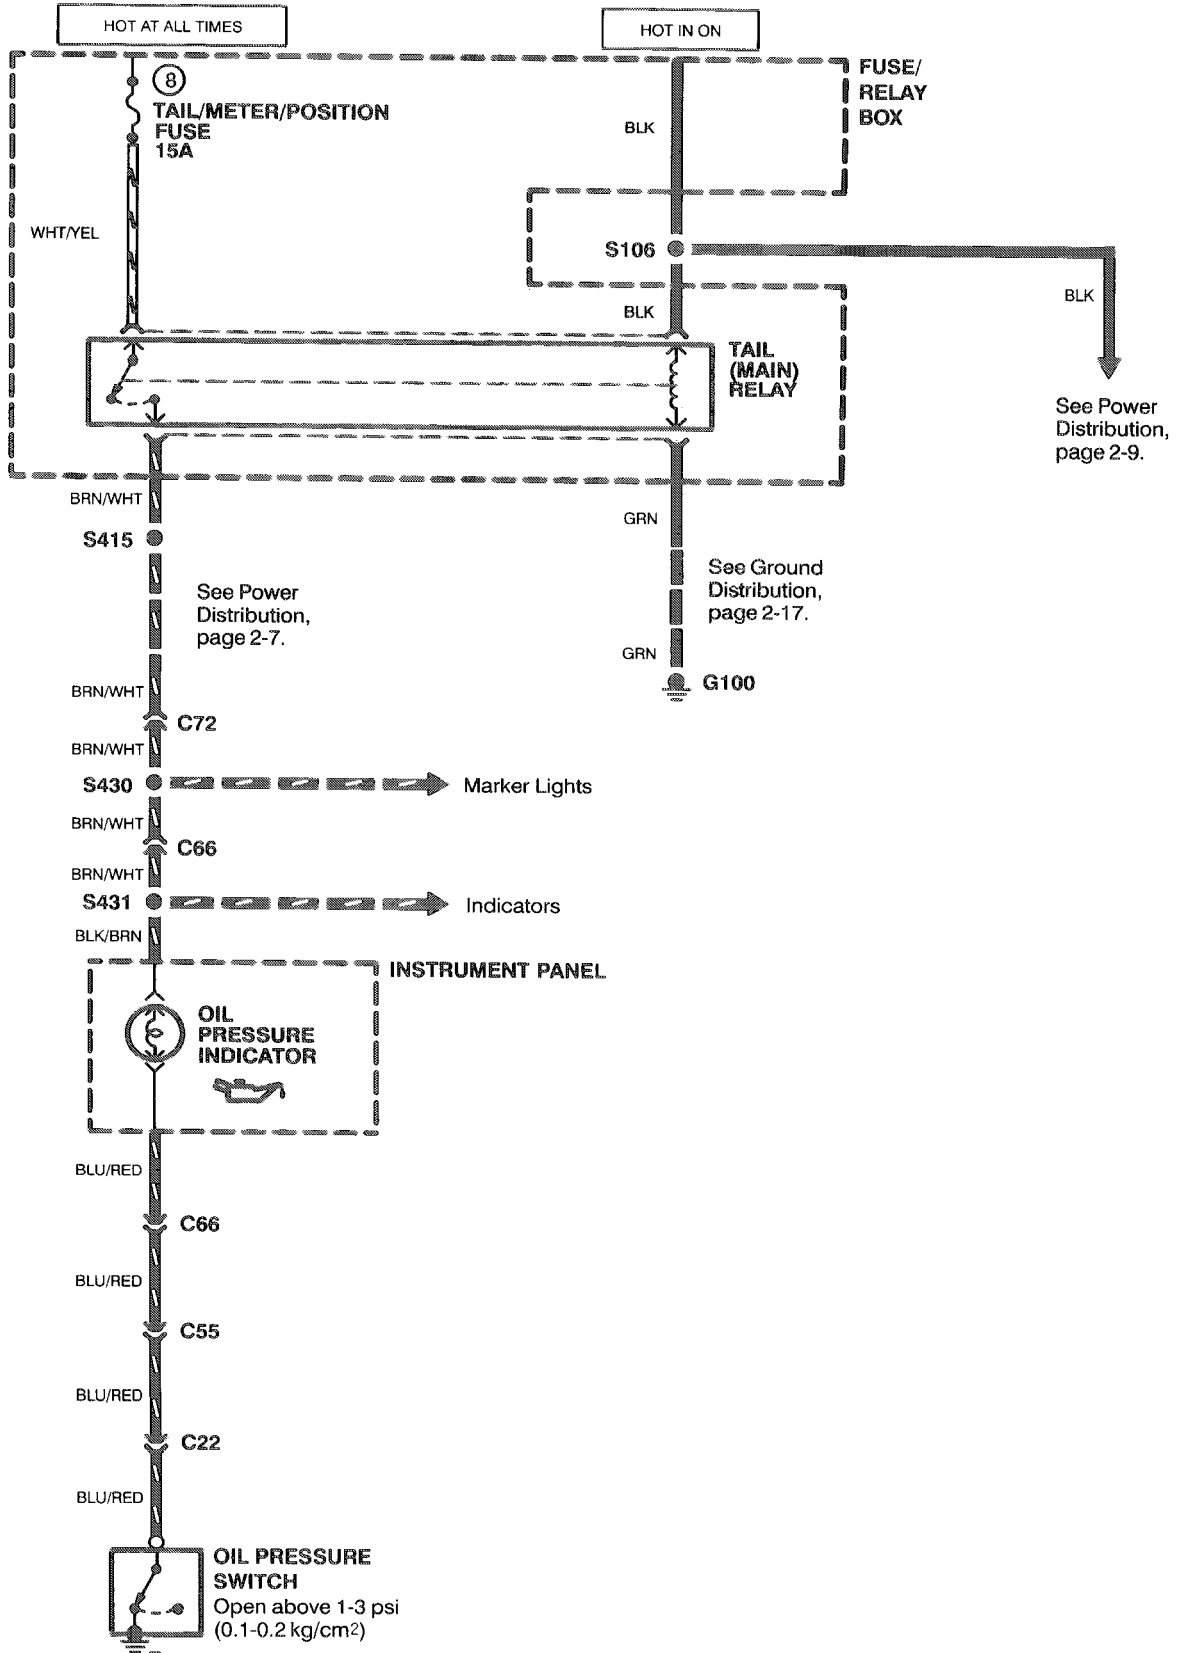 HOT AT ALL TIMES
HOT IN ON
8
TAIL/METER/POSITION
FUSE
15A
FUSE/
RELAY
BOX
BLK
WHT/YEL
S106
BLK
BLK
TAIL
(MAIN)
RELAY
See Power
Distribution,
page 2-9.
BRN/WHT
S415
GRN
See Power
Distribution,
page 2-7.
See Ground
Distribution,
page 2-17.
GRN
G100
BRN/WHT
C72
BRN/WHT
S430
Marker Lights
BRN/WHT
C66
BRN/WHT
S431
Indicators
BLK/BRN
INSTRUMENT PANEL
OIL
PRESSURE
INDICATOR
BLU/RED
C66
BLU/RED
C55
BLU/RED
C22
BLU/RED
OIL PRESSURE
SWITCH
Open above 1-3 psi
(0.1-0.2 kg/cm²)